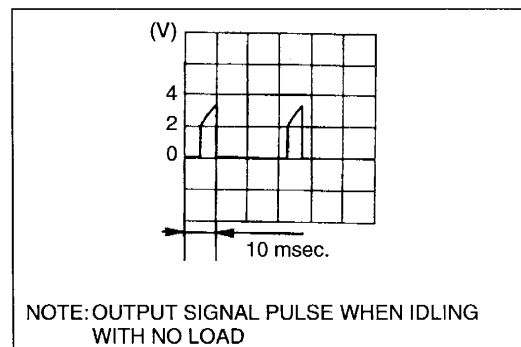 (V)
4
2
0
10 msec.
NOTE: OUTPUT SIGNAL PULSE WHEN IDLING
WITH NO LOAD